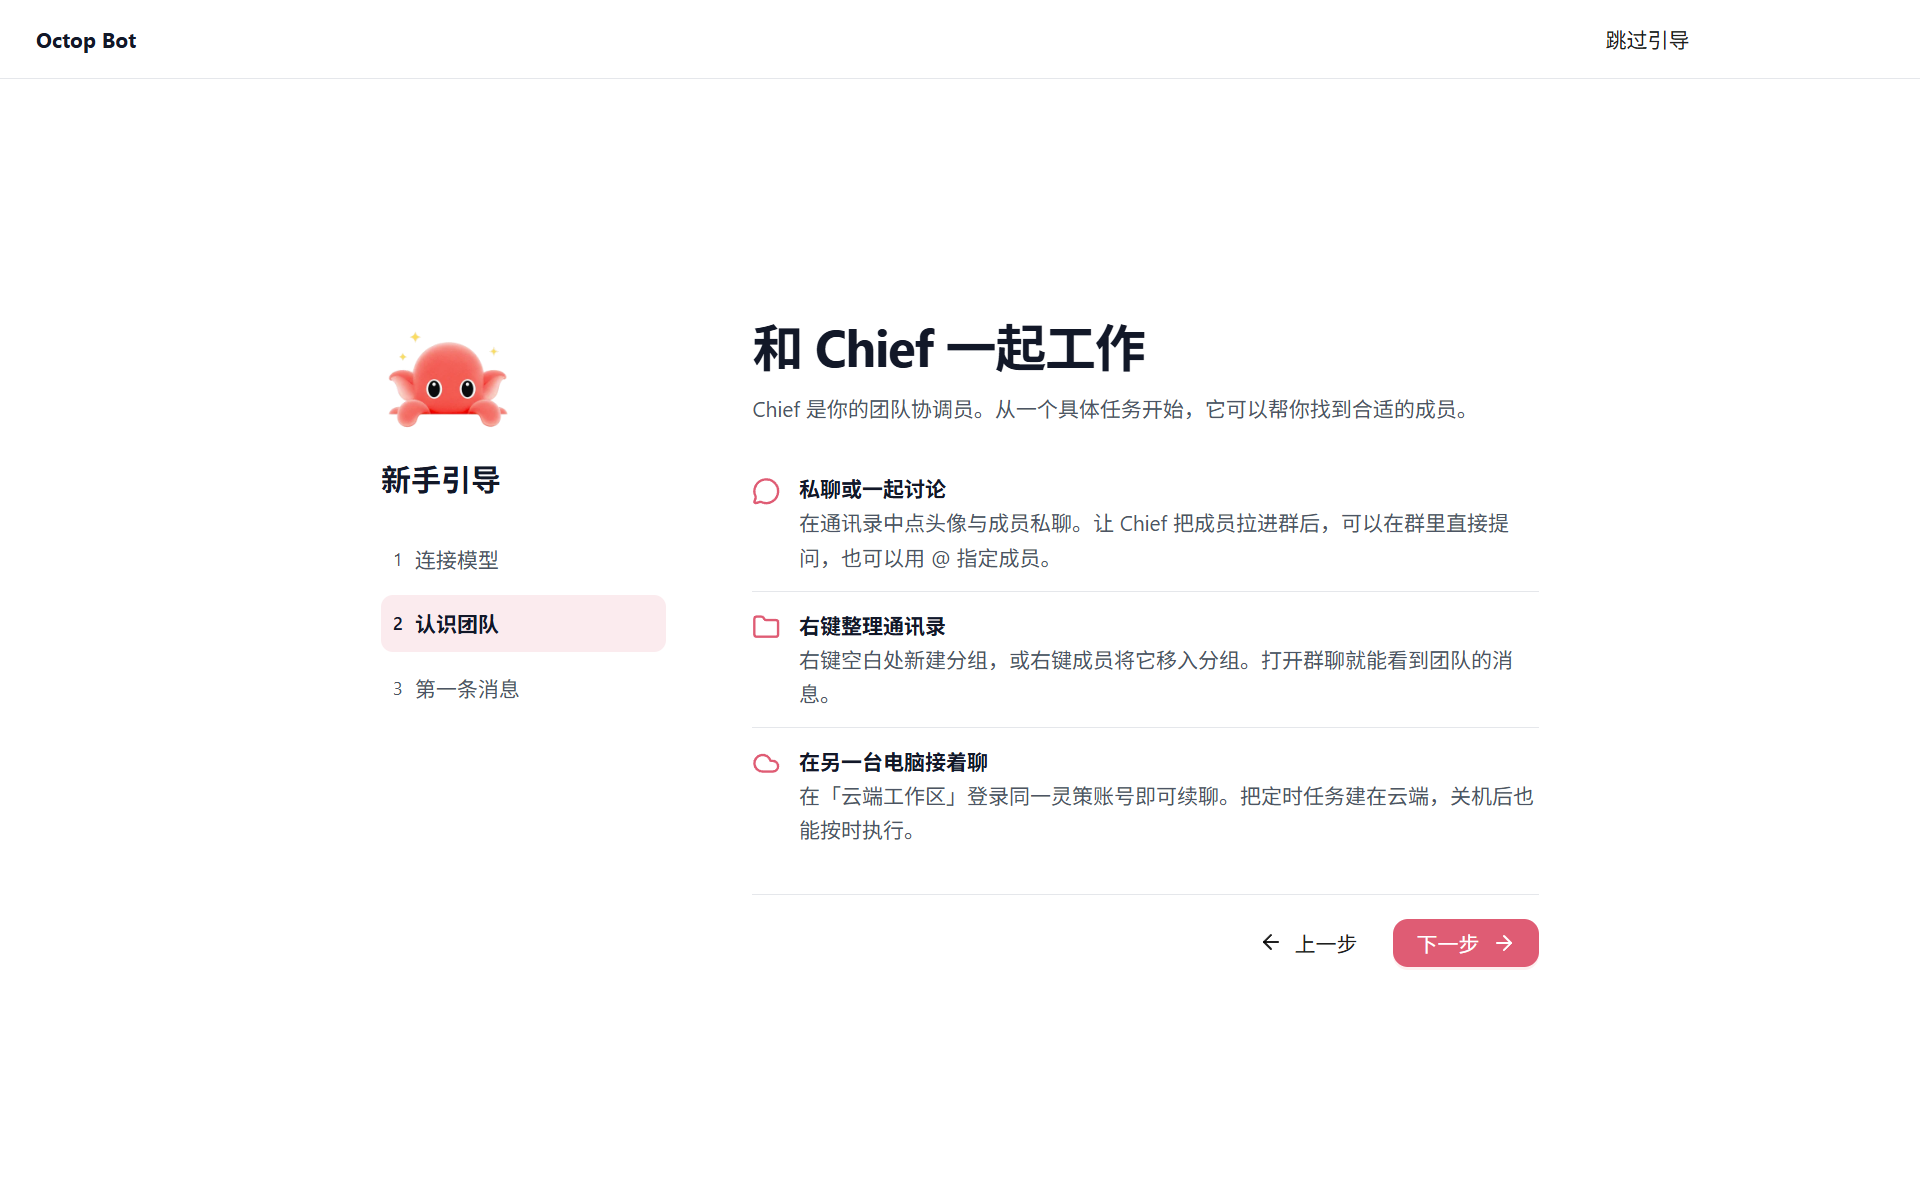 Octop Bot
跳过引导
新手引导
1 连接模型
2 认识团队
3 第一条消息
和 Chief 一起工作
Chief 是你的团队协调员。从一个具体任务开始，它可以帮你找到合适的成员。
私聊或一起讨论
在通讯录中点头像与成员私聊。让 Chief 把成员拉进群后，可以在群里直接提
问，也可以用 @ 指定成员。
右键整理通讯录
右键空白处新建分组，或右键成员将它移入分组。打开群聊就能看到团队的消
息。
在另一台电脑接着聊
在「云端工作区」登录同一灵策账号即可续聊。把定时任务建在云端，关机后也
能按时执行。
上一步
下一步